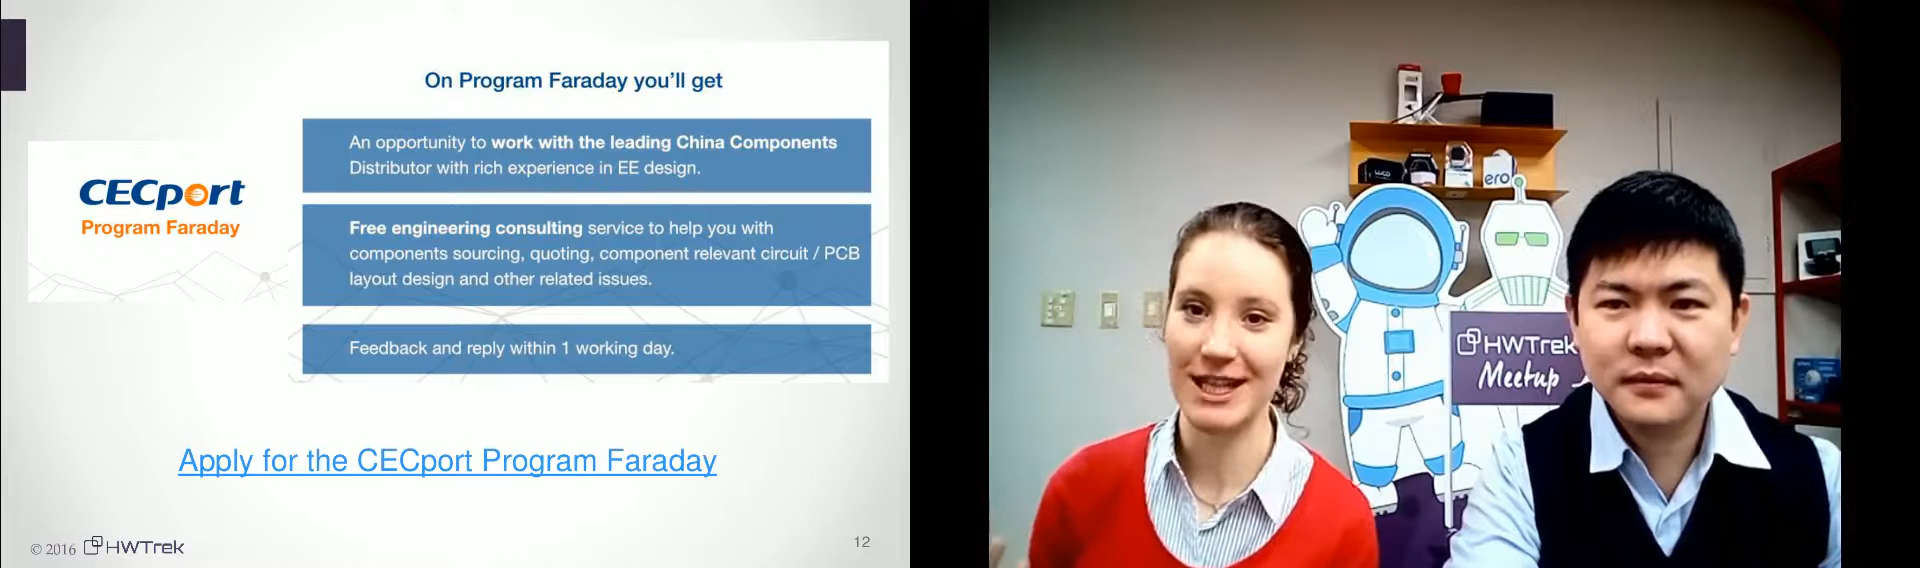 On Program Faraday you'll get
An opportunity to work with the leading China Components
Distributor with rich experience in EE design.
CECport
Program Faraday
Free engineering consulting service to help you with
components sourcing, quoting, component relevant circuit / PCB
layout design and other related issues.
Feedback and reply within 1 working day.
Apply for the CECport Program Faraday
© 2016 HWTrek
12
ero
HWTrek
Meetup